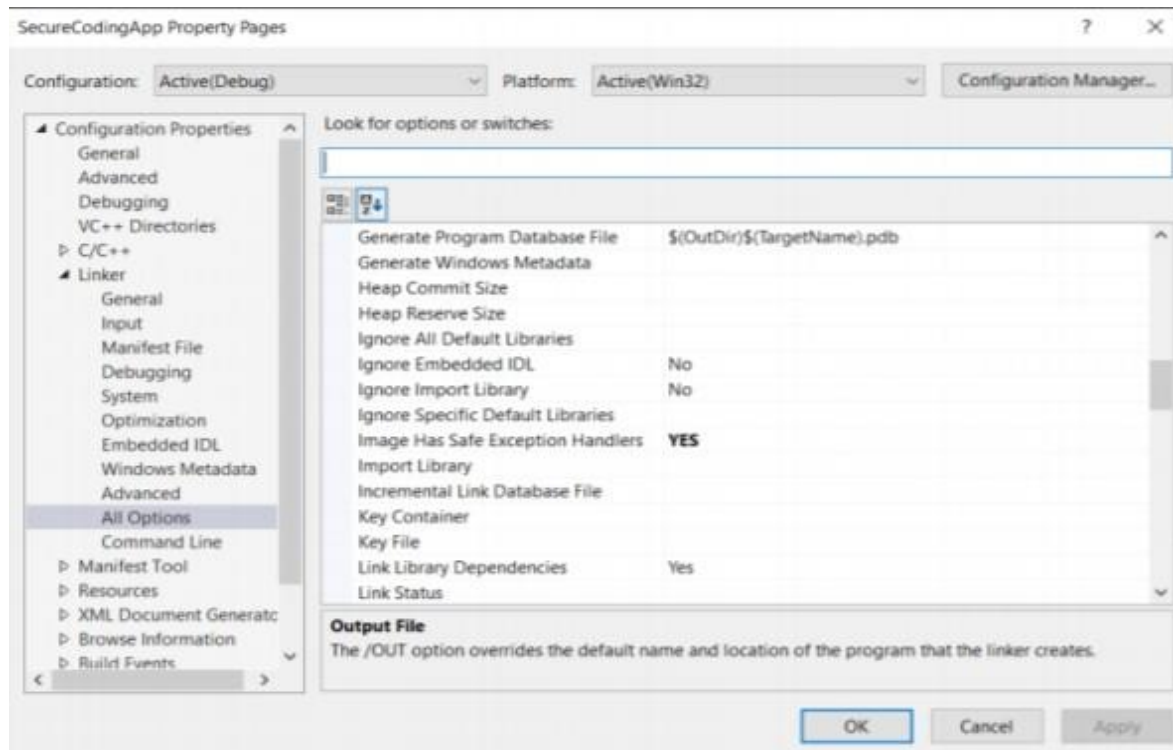 SecureCodingApp Property Pages ? ×
Configuration: Active(Debug) Platform: Active(Win32) Configuration Manager...
Configuration Properties
General
Advanced
Debugging
VC++ Directories
C/C++
Linker
General
Input
Manifest File
Debugging
System
Optimization
Embedded IDL
Windows Metadata
Advanced
All Options
Command Line
Manifest Tool
Resources
XML Document Generatc
Browse Information
Build Events
Look for options or switches:
Generate Program Database File $(OutDir)$(TargetName).pdb
Generate Windows Metadata
Heap Commit Size
Heap Reserve Size
Ignore All Default Libraries
Ignore Embedded IDL No
Ignore Import Library No
Ignore Specific Default Libraries
Image Has Safe Exception Handlers YES
Import Library
Incremental Link Database File
Key Container
Key File
Link Library Dependencies Yes
Link Status
Output File
The /OUT option overrides the default name and location of the program that the linker creates.
OK Cancel Apply